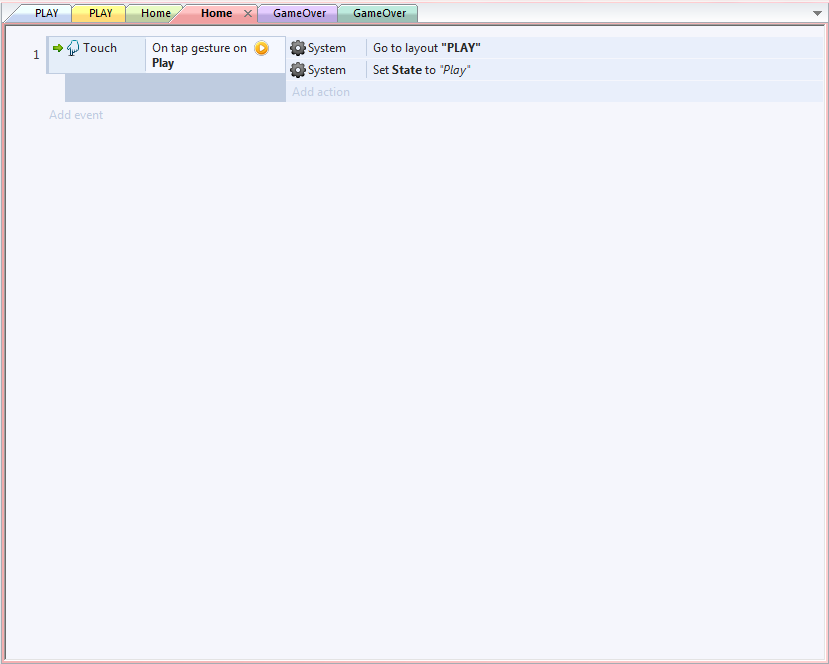 PLAY PLAY Home Home GameOver GameOver
1 Touch On tap gesture on Play System Go to layout "PLAY"
System Set State to "Play"
Add action
Add event